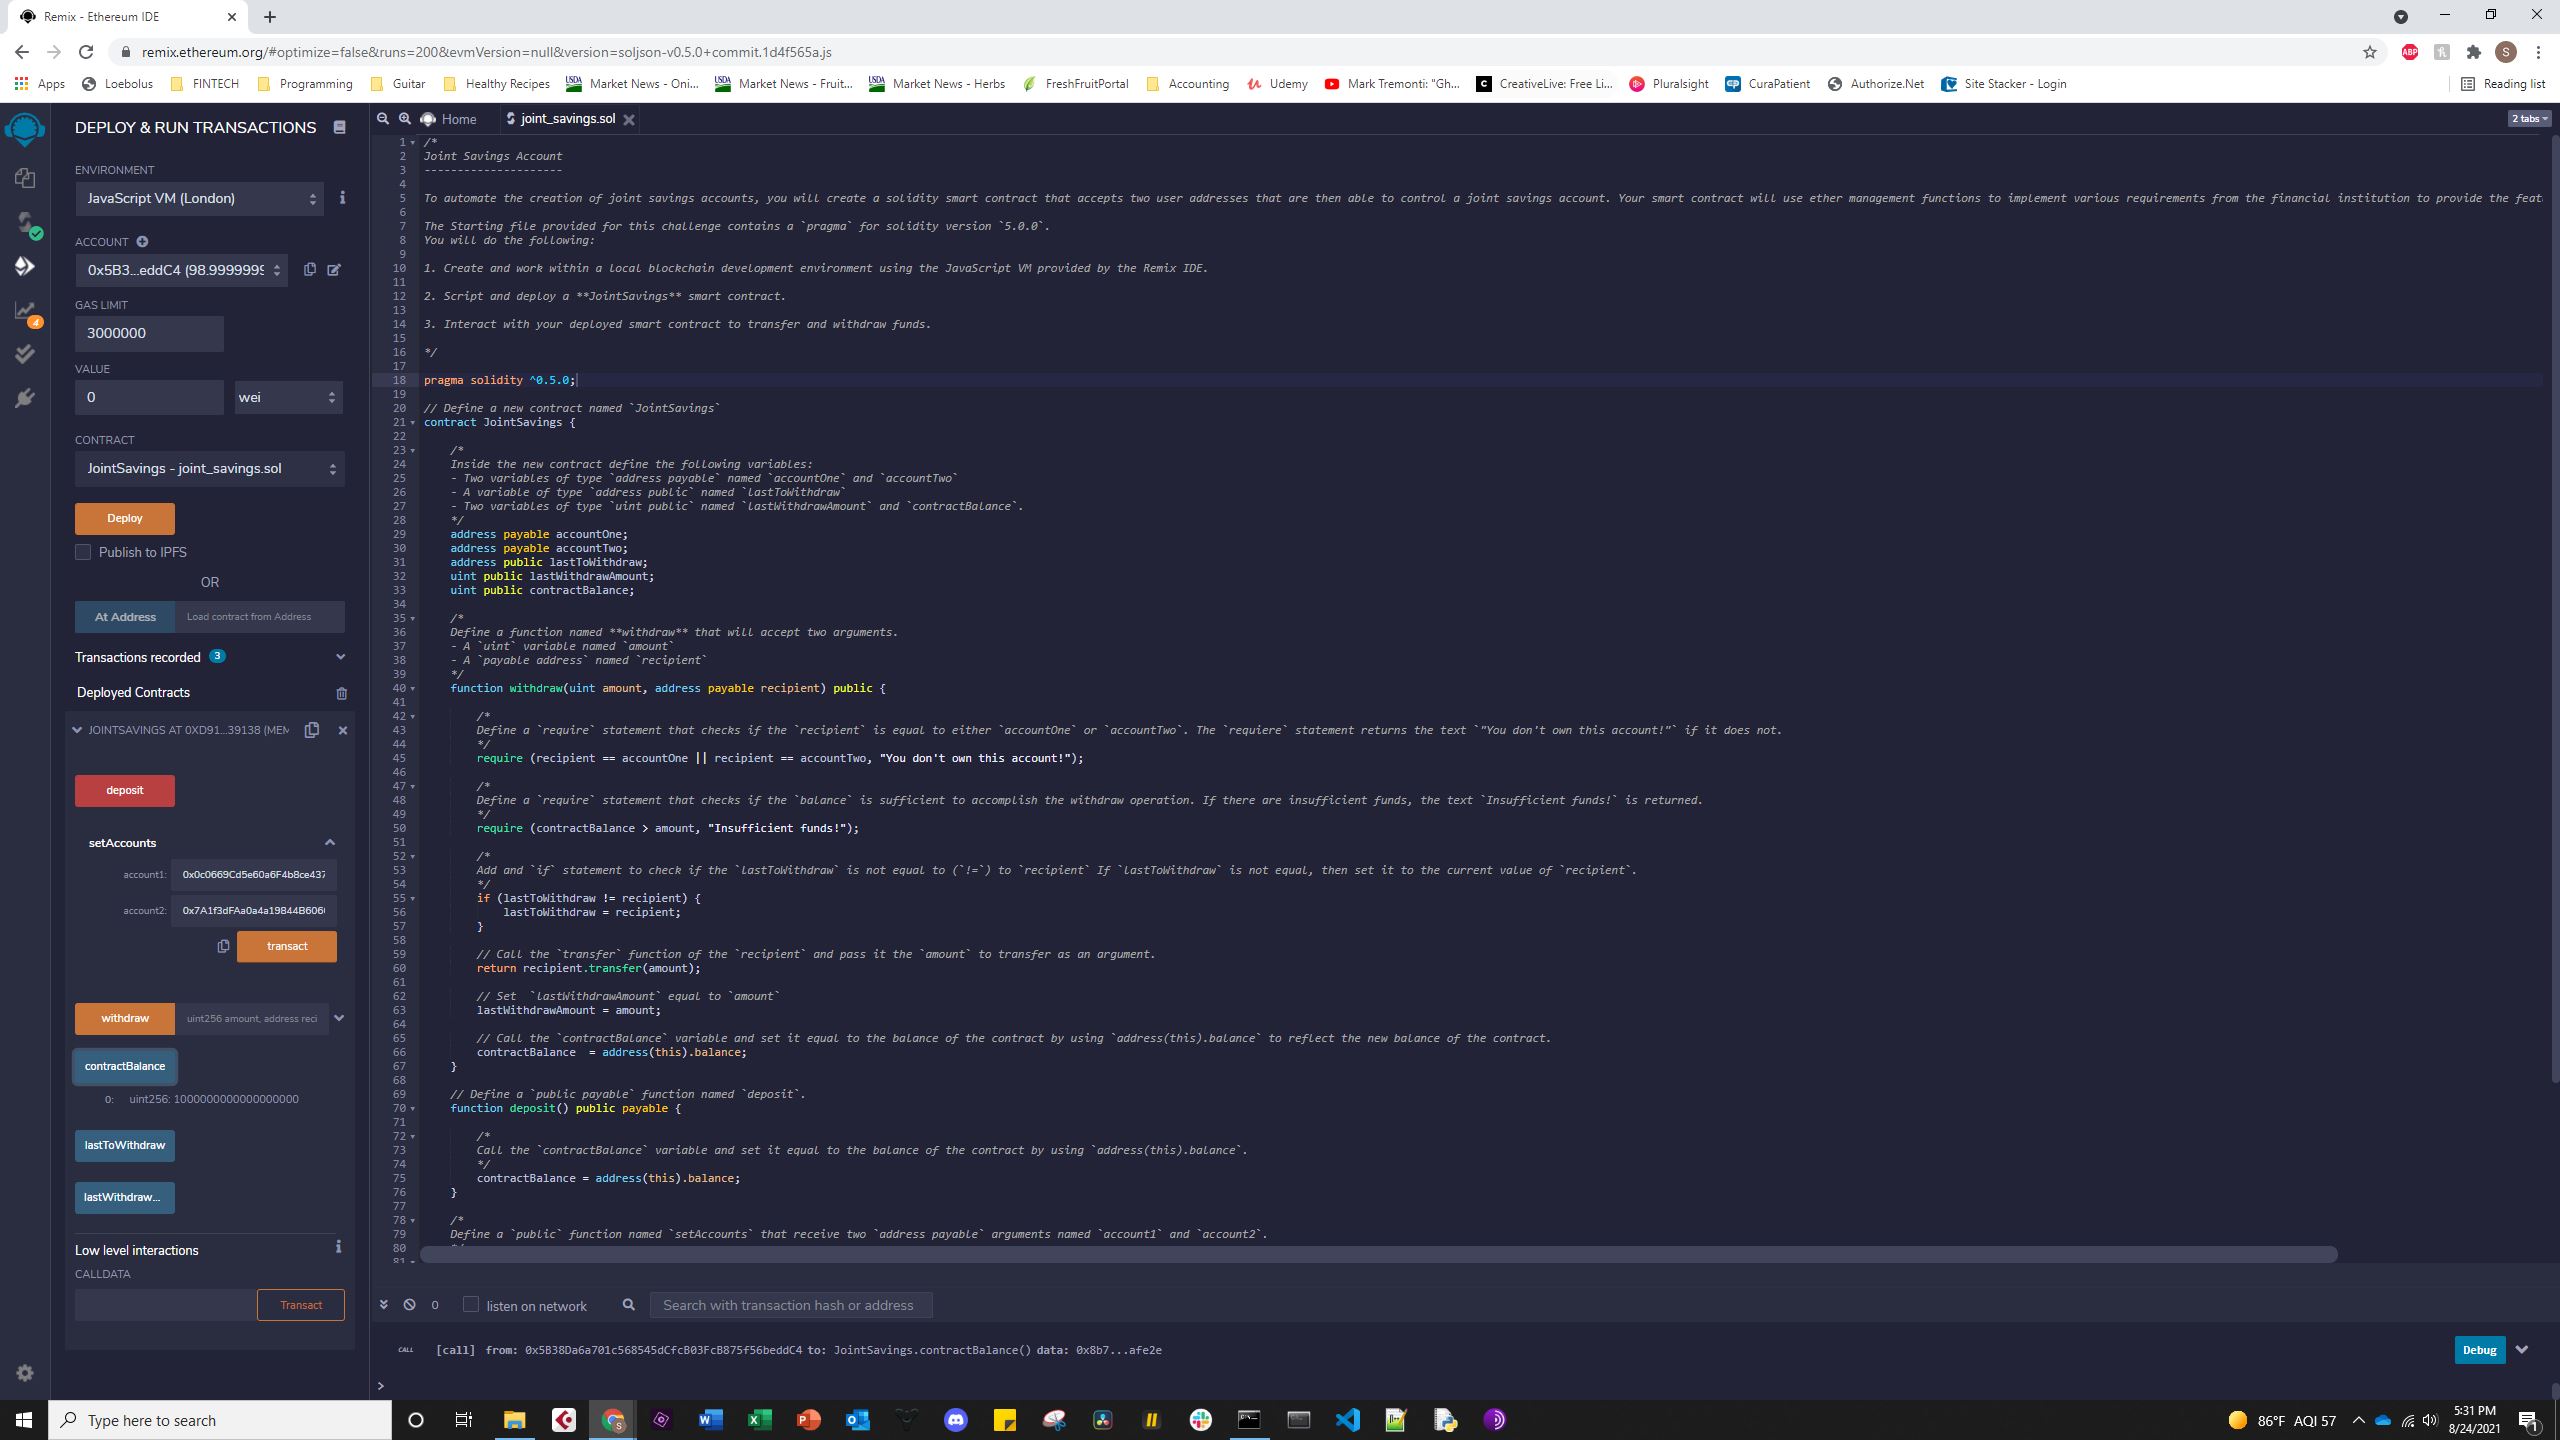 Remix - Ethereum IDE
remix.ethereum.org/#optimize=false&runs=200&evmVersion=null&version=soljson-v0.5.0+commit.1d4f565a.js
Apps Loebolus FINTECH Programming Guitar Healthy Recipes Market News - Oni... Market News - Fruit... Market News - Herbs FreshFruitPortal Accounting Udemy Mark Tremonti: "Gh... CreativeLive: Free Li... Pluralsight CuraPatient Authorize.Net Site Stacker - Login Reading list
DEPLOY & RUN TRANSACTIONS
ENVIRONMENT
JavaScript VM (London)
ACCOUNT
0x5B3...eddC4 (98.9999999
GAS LIMIT
3000000
VALUE
0 wei
CONTRACT
JointSavings - joint_savings.sol
Deploy
Publish to IPFS
OR
At Address Load contract from Address
Transactions recorded 3
Deployed Contracts
JOINTSAVINGS AT 0XD91...39138 (MEM
deposit
setAccounts
account1: 0x0c0669Cd5e60a6F4b8ce437
account2: 0x7A1f3dFAa0a4a19844B606
transact
withdraw uint256 amount, address reci
contractBalance
0: uint256: 1000000000000000000
lastToWithdraw
lastWithdraw...
Low level interactions
CALLDATA
Transact
4
Home joint_savings.sol 2 tabs
1 /*
2 Joint Savings Account
3 ---------------------
4
5 To automate the creation of joint savings accounts, you will create a solidity smart contract that accepts two user addresses that are then able to control a joint savings account. Your smart contract will use ether management functions to implement various requirements from the financial institution to provide the feat
6
7 The Starting file provided for this challenge contains a `pragma` for solidity version `5.0.0`.
8 You will do the following:
9
10 1. Create and work within a local blockchain development environment using the JavaScript VM provided by the Remix IDE.
11
12 2. Script and deploy a **JointSavings** smart contract.
13
14 3. Interact with your deployed smart contract to transfer and withdraw funds.
15
16 */
17
18 pragma solidity ^0.5.0;
19
20 // Define a new contract named `JointSavings`
21 contract JointSavings {
22
23 /*
24 Inside the new contract define the following variables:
25 - Two variables of type `address payable` named `accountOne` and `accountTwo`
26 - A variable of type `address public` named `lastToWithdraw`
27 - Two variables of type `uint public` named `lastWithdrawAmount` and `contractBalance`.
28 */
29 address payable accountOne;
30 address payable accountTwo;
31 address public lastToWithdraw;
32 uint public lastWithdrawAmount;
33 uint public contractBalance;
34
35 /*
36 Define a function named **withdraw** that will accept two arguments.
37 - A `uint` variable named `amount`
38 - A `payable address` named `recipient`
39 */
40 function withdraw(uint amount, address payable recipient) public {
41
42 /*
43 Define a `require` statement that checks if the `recipient` is equal to either `accountOne` or `accountTwo`. The `requiere` statement returns the text `"You don't own this account!"` if it does not.
44 */
45 require (recipient == accountOne || recipient == accountTwo, "You don't own this account!");
46
47 /*
48 Define a `require` statement that checks if the `balance` is sufficient to accomplish the withdraw operation. If there are insufficient funds, the text `Insufficient funds!` is returned.
49 */
50 require (contractBalance > amount, "Insufficient funds!");
51
52 /*
53 Add and `if` statement to check if the `lastToWithdraw` is not equal to (`!=`) to `recipient` If `lastToWithdraw` is not equal, then set it to the current value of `recipient`.
54 */
55 if (lastToWithdraw != recipient) {
56 lastToWithdraw = recipient;
57 }
58
59 // Call the `transfer` function of the `recipient` and pass it the `amount` to transfer as an argument.
60 return recipient.transfer(amount);
61
62 // Set  `lastWithdrawAmount` equal to `amount`
63 lastWithdrawAmount = amount;
64
65 // Call the `contractBalance` variable and set it equal to the balance of the contract by using `address(this).balance` to reflect the new balance of the contract.
66 contractBalance  = address(this).balance;
67 }
68
69 // Define a `public payable` function named `deposit`.
70 function deposit() public payable {
71
72 /*
73 Call the `contractBalance` variable and set it equal to the balance of the contract by using `address(this).balance`.
74 */
75 contractBalance = address(this).balance;
76 }
77
78 /*
79 Define a `public` function named `setAccounts` that receive two `address payable` arguments named `account1` and `account2`.
80
81
0 listen on network Search with transaction hash or address
CALL [call] from: 0x5B38Da6a701c568545dCfcB03FcB875f56beddC4 to: JointSavings.contractBalance() data: 0x8b7...afe2e Debug
>
Type here to search
86°F AQI 57
5:31 PM
8/24/2021
1